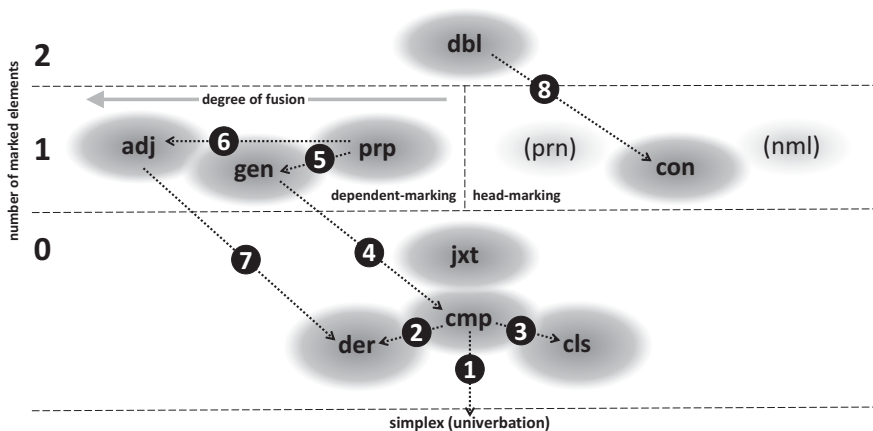 number of marked elements
2
dbl
8
degree of fusion
1
adj
6
prp
5
gen
(prn)
con
(nml)
dependent-marking
head-marking
0
7
4
jxt
cmp
der
2
3
cls
1
simplex (univerbation)